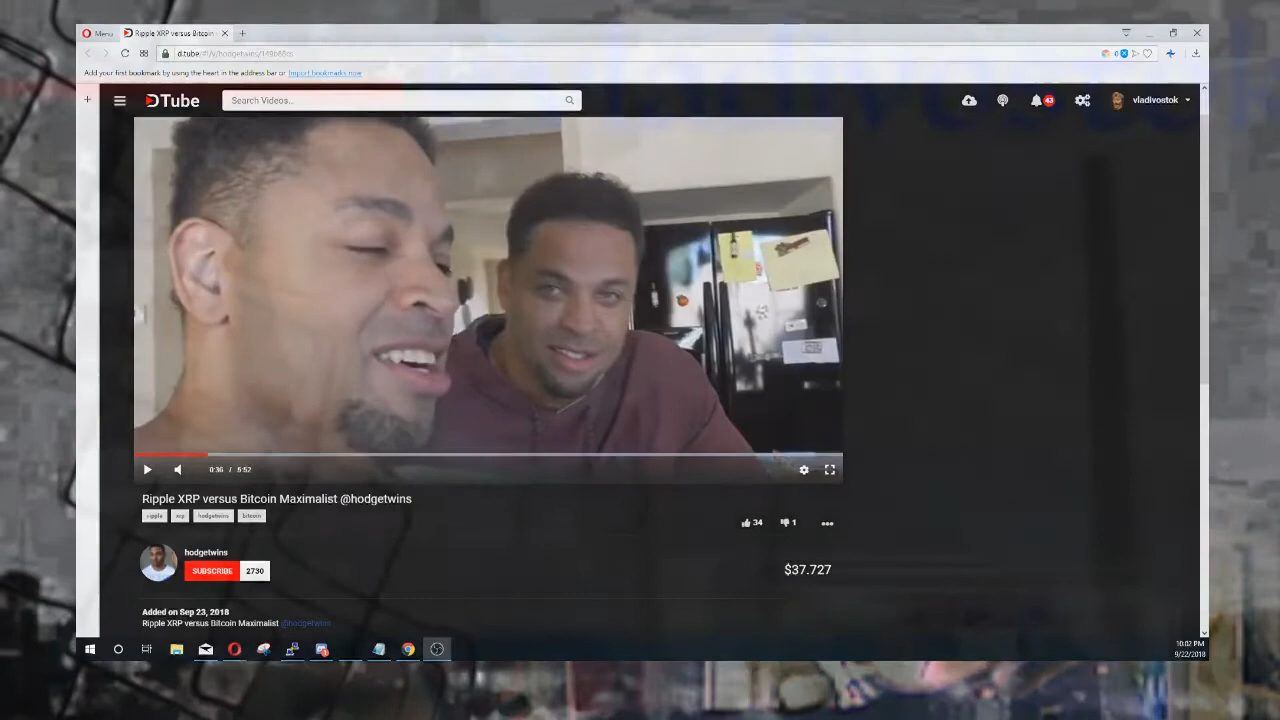 Menu
Ripple XRP versus Bitcoin
d.tube/#!/v/hodgetwins/
Add your first bookmark by using the heart in the address bar or Import bookmarks now
DTube
Search Videos..
43
vladivostok
0:36 / 5:52
Ripple XRP versus Bitcoin Maximalist @hodgetwins
ripple
xrp
hodgetwins
bitcoin
34
1
hodgetwins
SUBSCRIBE 2730
$37.727
Added on Sep 23, 2018
Ripple XRP versus Bitcoin Maximalist @hodgetwins
10:02 PM
9/22/2018